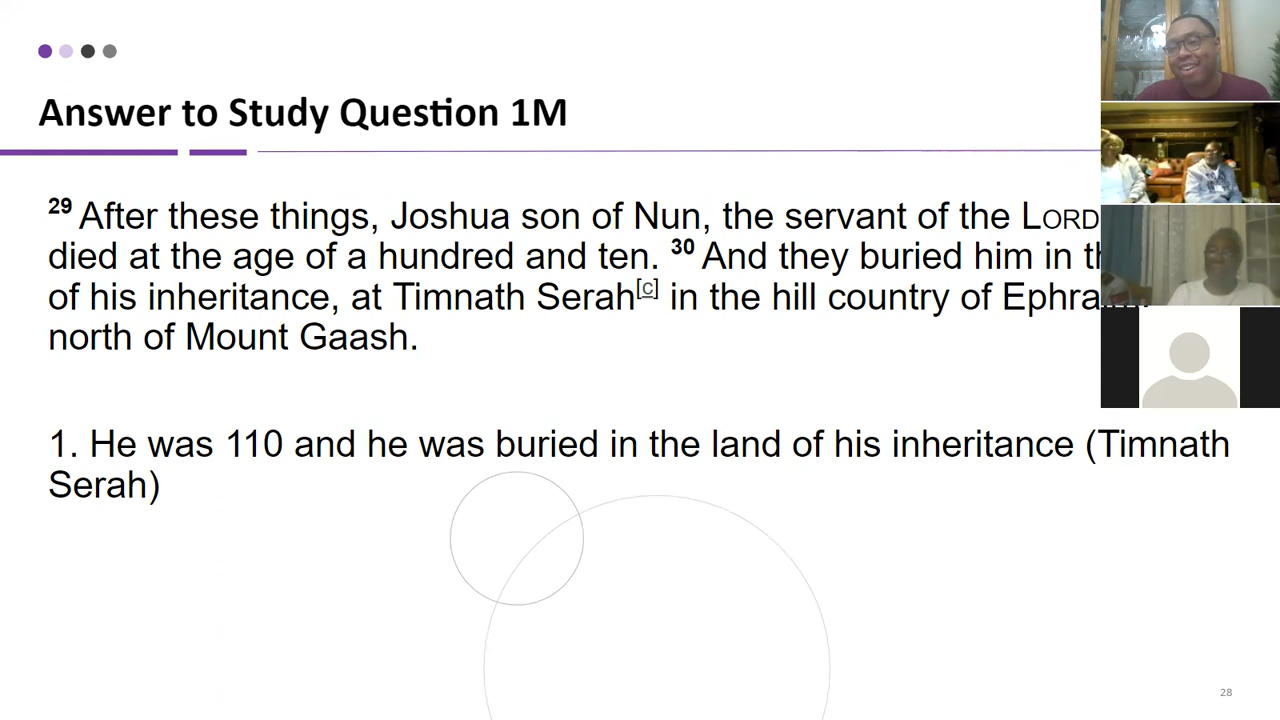 Answer to Study Question 1M
29 After these things, Joshua son of Nun, the servant of the LORD
died at the age of a hundred and ten. 30 And they buried him in
of his inheritance, at Timnath Serah[c] in the hill country of
north of Mount Gaash.
1. He was 110 and he was buried in the land of his inheritance (Timnath
Serah)
28